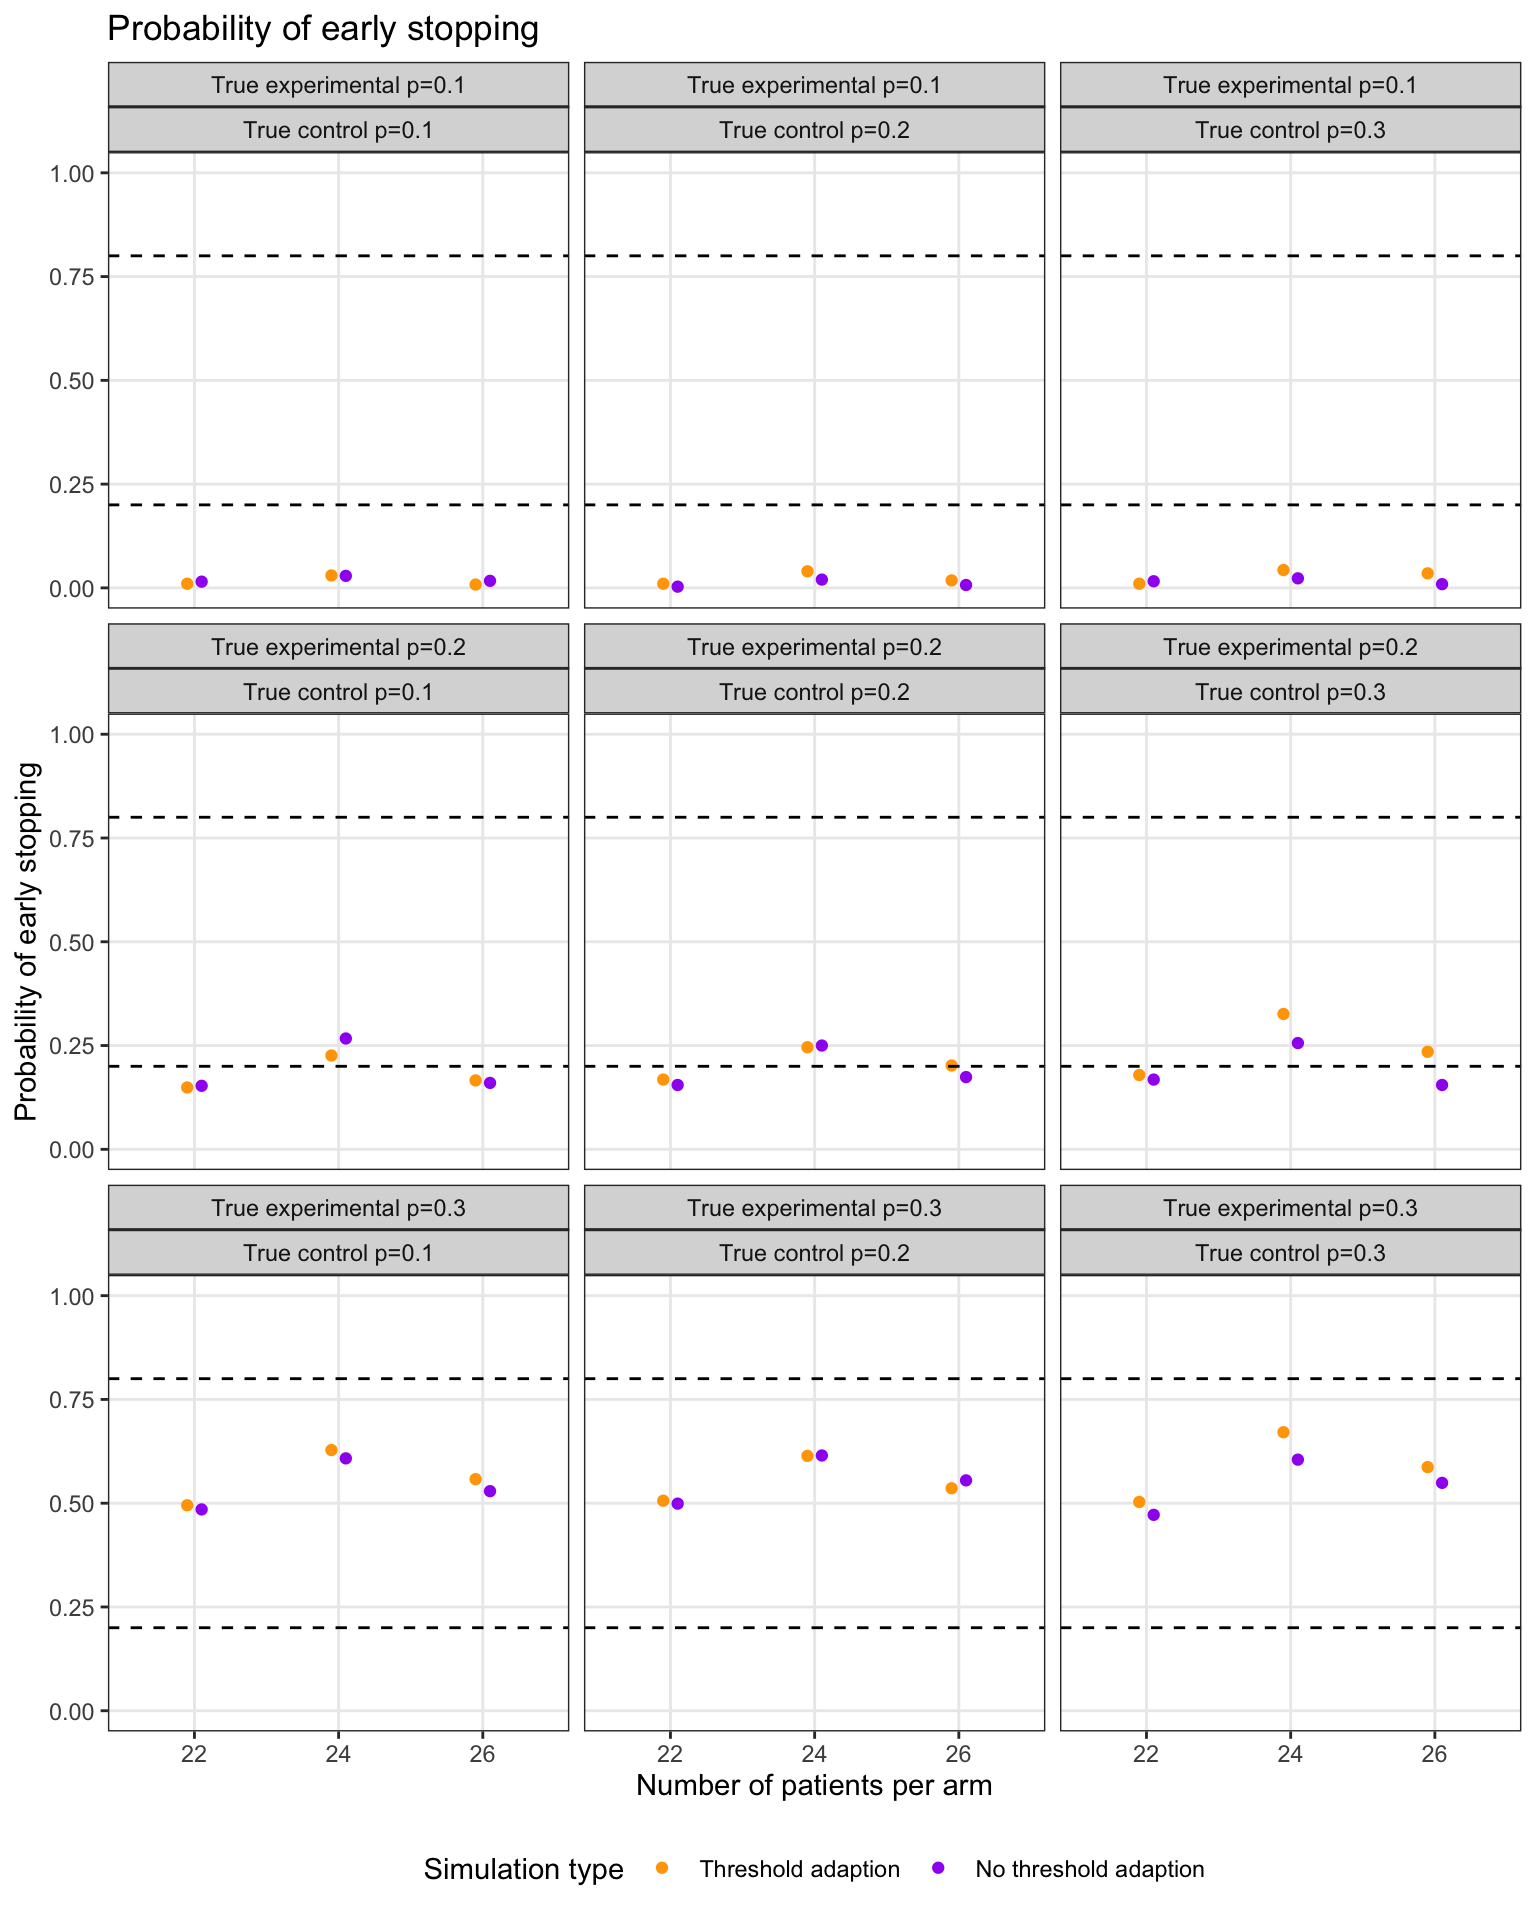 Probability of early stopping
True experimental p=0.1
True experimental p=0.1
True experimental p=0.1
True control p=0.1
True control p=0.2
True control p=0.3
1.00
0.75
0.50
0.25
0.00
True experimental p=0.2
True experimental p=0.2
True experimental p=0.2
True control p=0.1
True control p=0.2
True control p=0.3
1.00
0.75
0.50
0.25
0.00
Probability of early stopping
True experimental p=0.3
True experimental p=0.3
True experimental p=0.3
True control p=0.1
True control p=0.2
True control p=0.3
1.00
0.75
0.50
0.25
0.00
22 24 26
22 24 26
22 24 26
Number of patients per arm
Simulation type Threshold adaption No threshold adaption